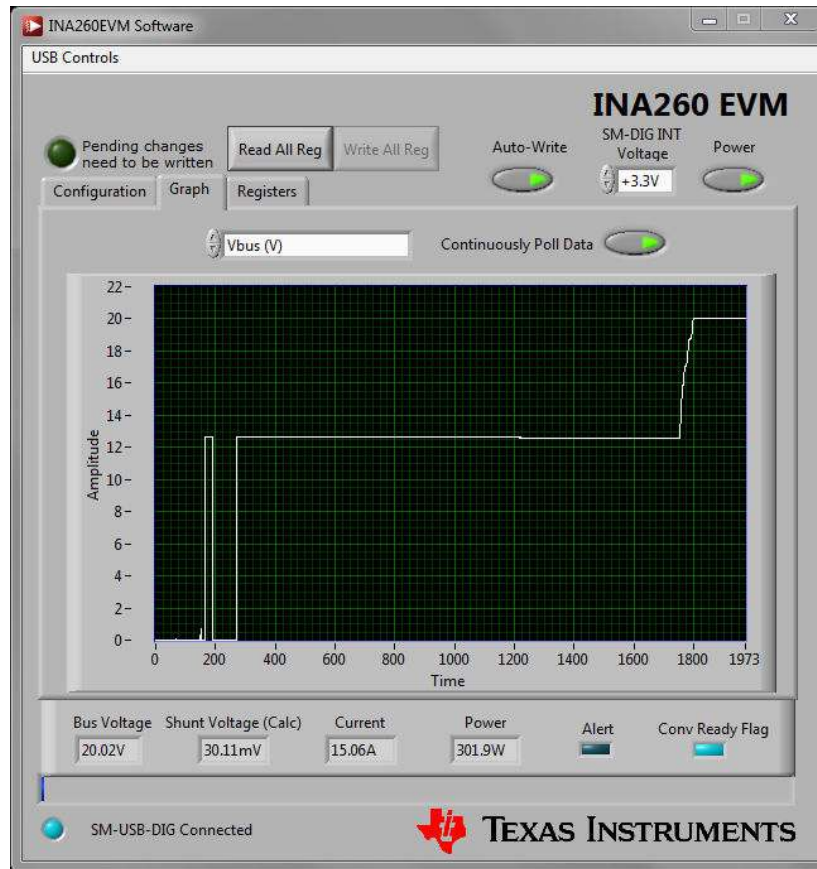 INA260EVM Software
USB Controls
INA260 EVM
Pending changes
need to be written
Read All Reg
Write All Reg
Auto-Write
SM-DIG INT
Voltage
+3.3V
Power
Configuration
Graph
Registers
Vbus (V)
Continuously Poll Data
22
20
18
16
14
12
10
8
6
4
2
0
Amplitude
0 200 400 600 800 1000 1200 1400 1600 1800 1973
Time
Bus Voltage
20.02V
Shunt Voltage (Calc)
30.11mV
Current
15.06A
Power
301.9W
Alert
Conv Ready Flag
SM-USB-DIG Connected
TEXAS INSTRUMENTS